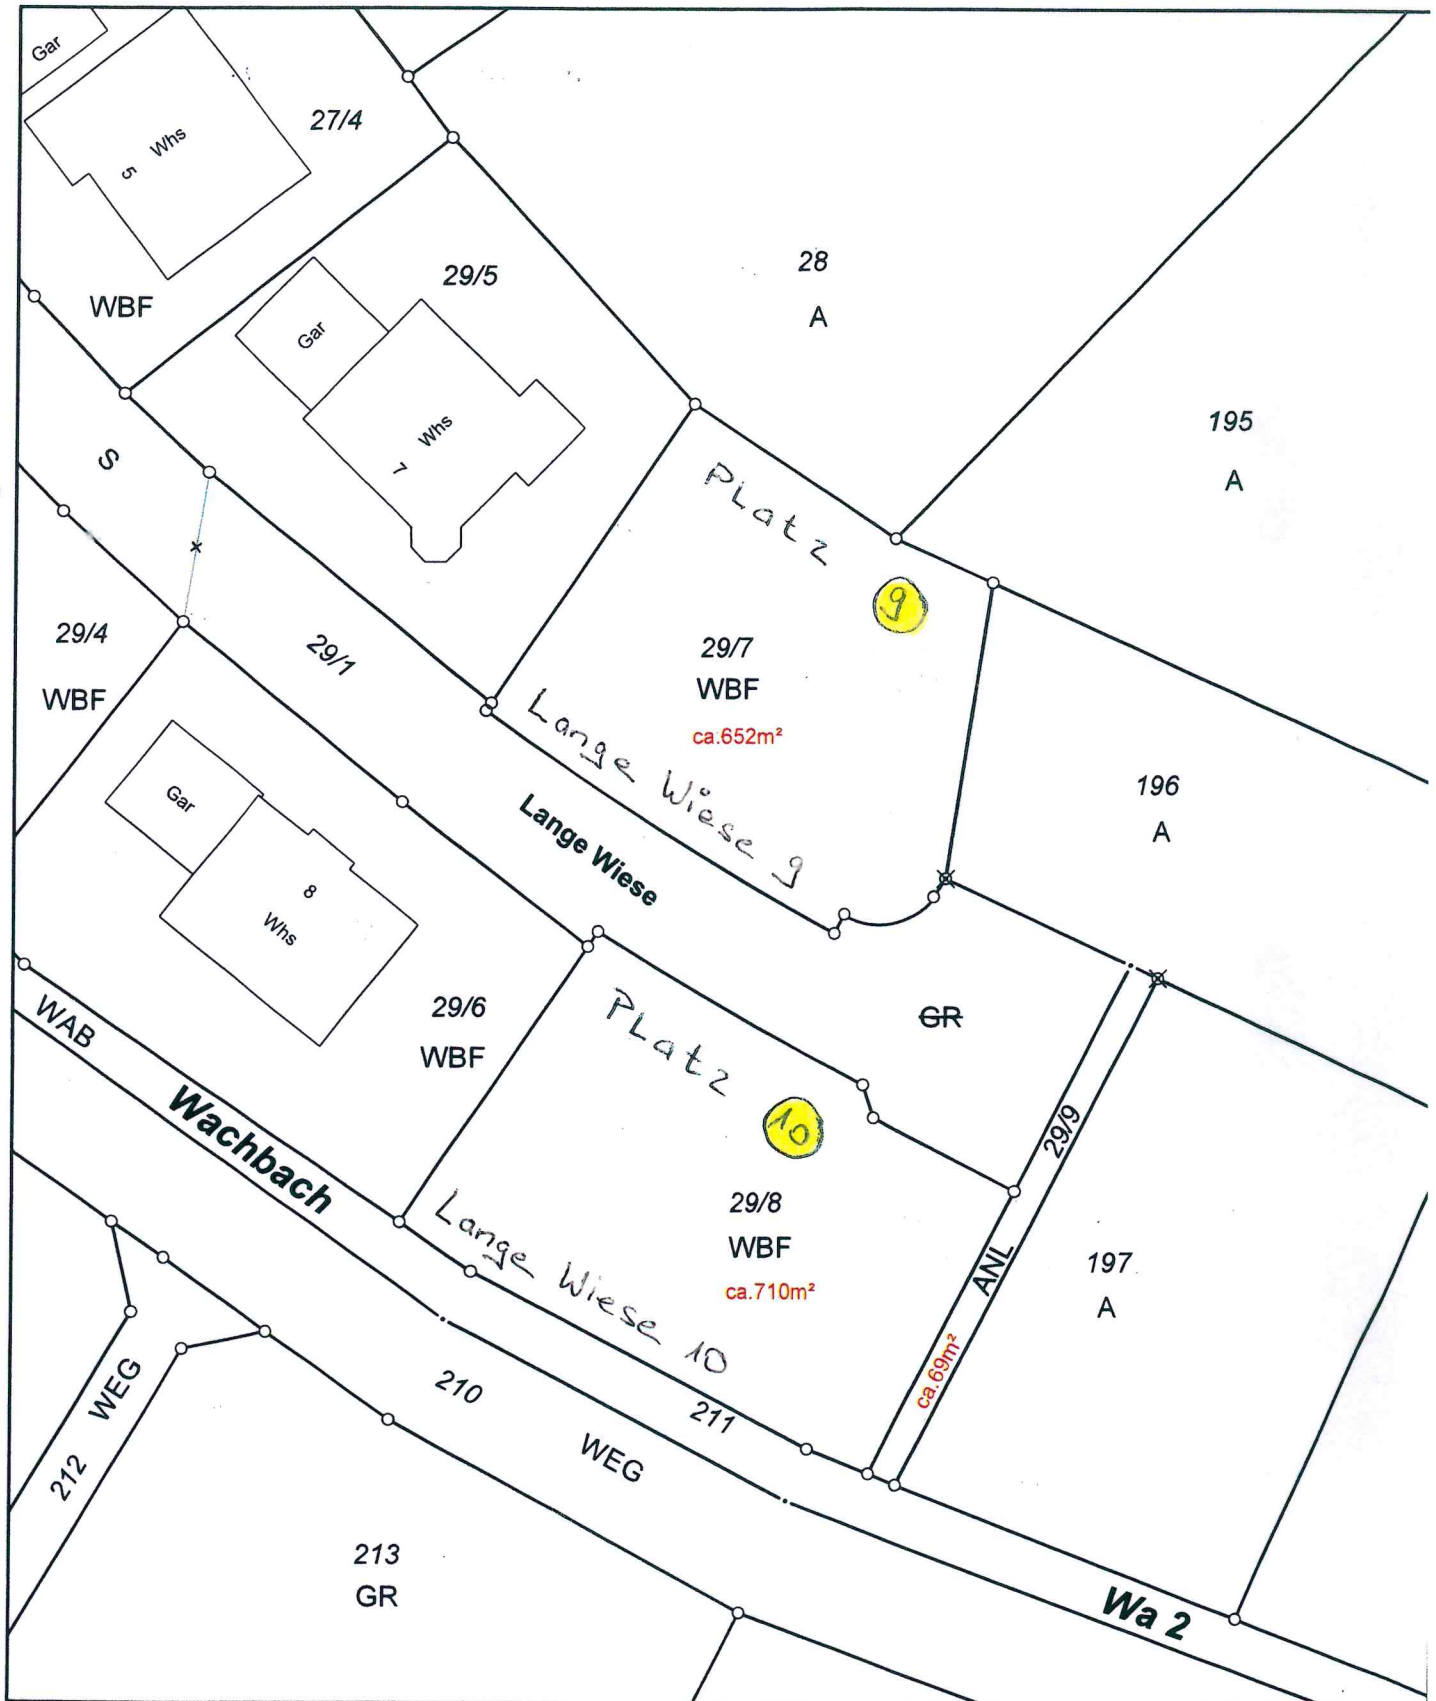 Gar
27/4
Whs
5
29/5
28
WBF
A
Gar
195
Whs
A
S
7
Platz
9
29/4
29/1
29/7
WBF
WBF
ca.652m²
Lange Wiese 9
196
Gar
Lange Wiese
A
8
Whs
29/6
GR
WAB
WBF
Platz
10
29/9
Wachbach
29/8
WBF
197
ANL
Lange Wiese 10
ca.710m²
A
ca.69m²
WEG
210
211
212
WEG
213
GR
Wa 2